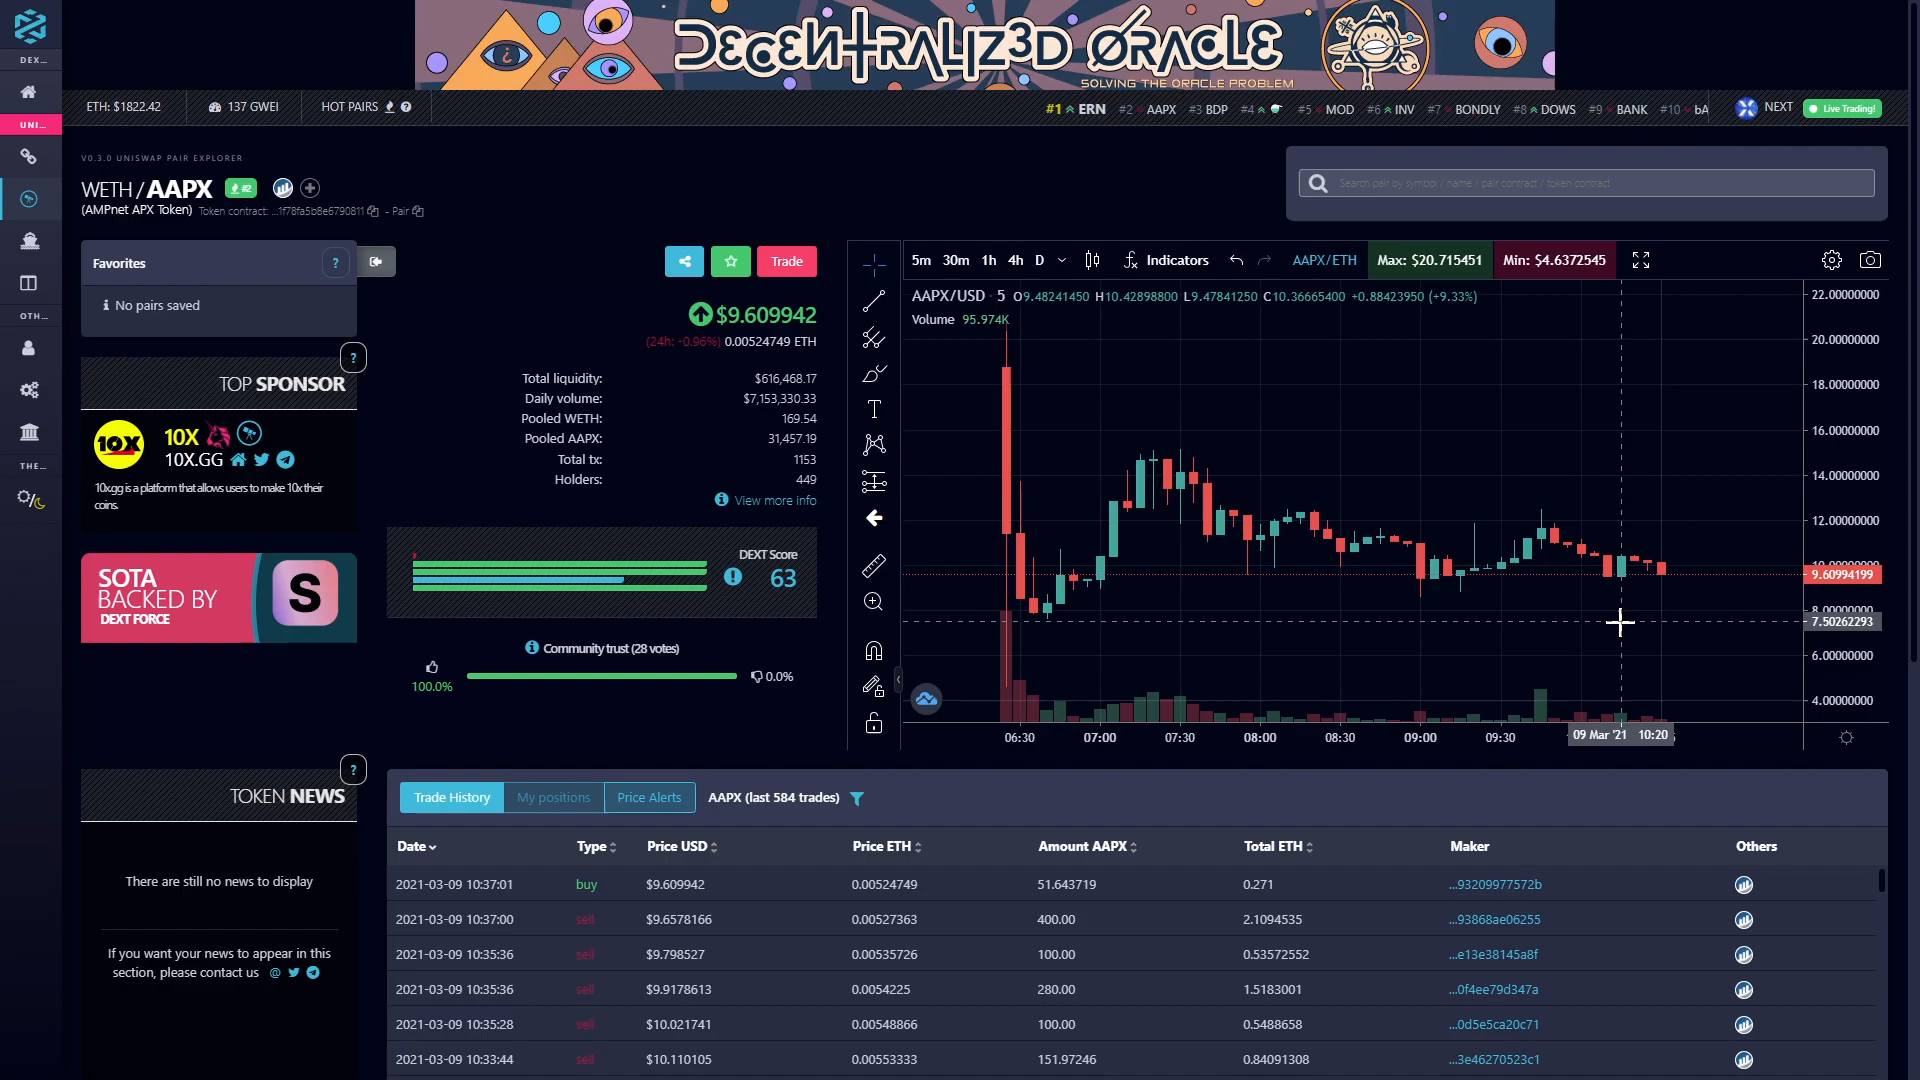 DECENTRALIZ3D ORACLE
SOLVING THE ORACLE PROBLEM
DEX...
ETH: $1822.42
137 GWEI
HOT PAIRS
#1 ERN #2 AAPX #3 BDP #4 #5 MOD #6 INV #7 BONDLY #8 DOWS #9 BANK #10 bA
NEXT
Live Trading!
UNI...
V0.3.0 UNISWAP PAIR EXPLORER
WETH / AAPX #2
(AMPnet APX Token) Token contract: ...1f78fa5b8e6790811 - Pair
Search pair by symbol / name / pair contract / token contract
Favorites ?
No pairs saved
OTH...
?
TOP SPONSOR
10X
10X
10X.GG
10x.gg is a platform that allows users to make 10x their
coins.
THE...
SOTA
BACKED BY
DEXT FORCE
S
Trade
$9.609942
(24h: -0.96%) 0.00524749 ETH
Total liquidity: $616,468.17
Daily volume: $7,153,330.33
Pooled WETH: 169.54
Pooled AAPX: 31,457.19
Total tx: 1153
Holders: 449
View more info
DEXT Score
63
Community trust (28 votes)
100.0%
0.0%
5m 30m 1h 4h D Indicators AAPX/ETH Max: $20.715451 Min: $4.6372545
AAPX/USD · 5 O9.48241450 H10.42898800 L9.47841250 C10.36665400 +0.88423950 (+9.33%)
Volume 95.974K
22.00000000
20.00000000
18.00000000
16.00000000
14.00000000
12.00000000
10.00000000
9.60994199
8.00000000
7.50262293
6.00000000
4.00000000
06:30 07:00 07:30 08:00 08:30 09:00 09:30 09 Mar '21 10:20
?
TOKEN NEWS
There are still no news to display
If you want your news to appear in this
section, please contact us @
Trade History My positions Price Alerts AAPX (last 584 trades)
Date Type Price USD Price ETH Amount AAPX Total ETH Maker Others
2021-03-09 10:37:01 buy $9.609942 0.00524749 51.643719 0.271 ...93209977572b
2021-03-09 10:37:00 sell $9.6578166 0.00527363 400.00 2.1094535 ...93868ae06255
2021-03-09 10:35:36 sell $9.798527 0.00535726 100.00 0.53572552 ...e13e38145a8f
2021-03-09 10:35:36 sell $9.9178613 0.0054225 280.00 1.5183001 ...0f4ee79d347a
2021-03-09 10:35:28 sell $10.021741 0.00548866 100.00 0.5488658 ...0d5e5ca20c71
2021-03-09 10:33:44 sell $10.110105 0.00553333 151.97246 0.84091308 ...3e46270523c1